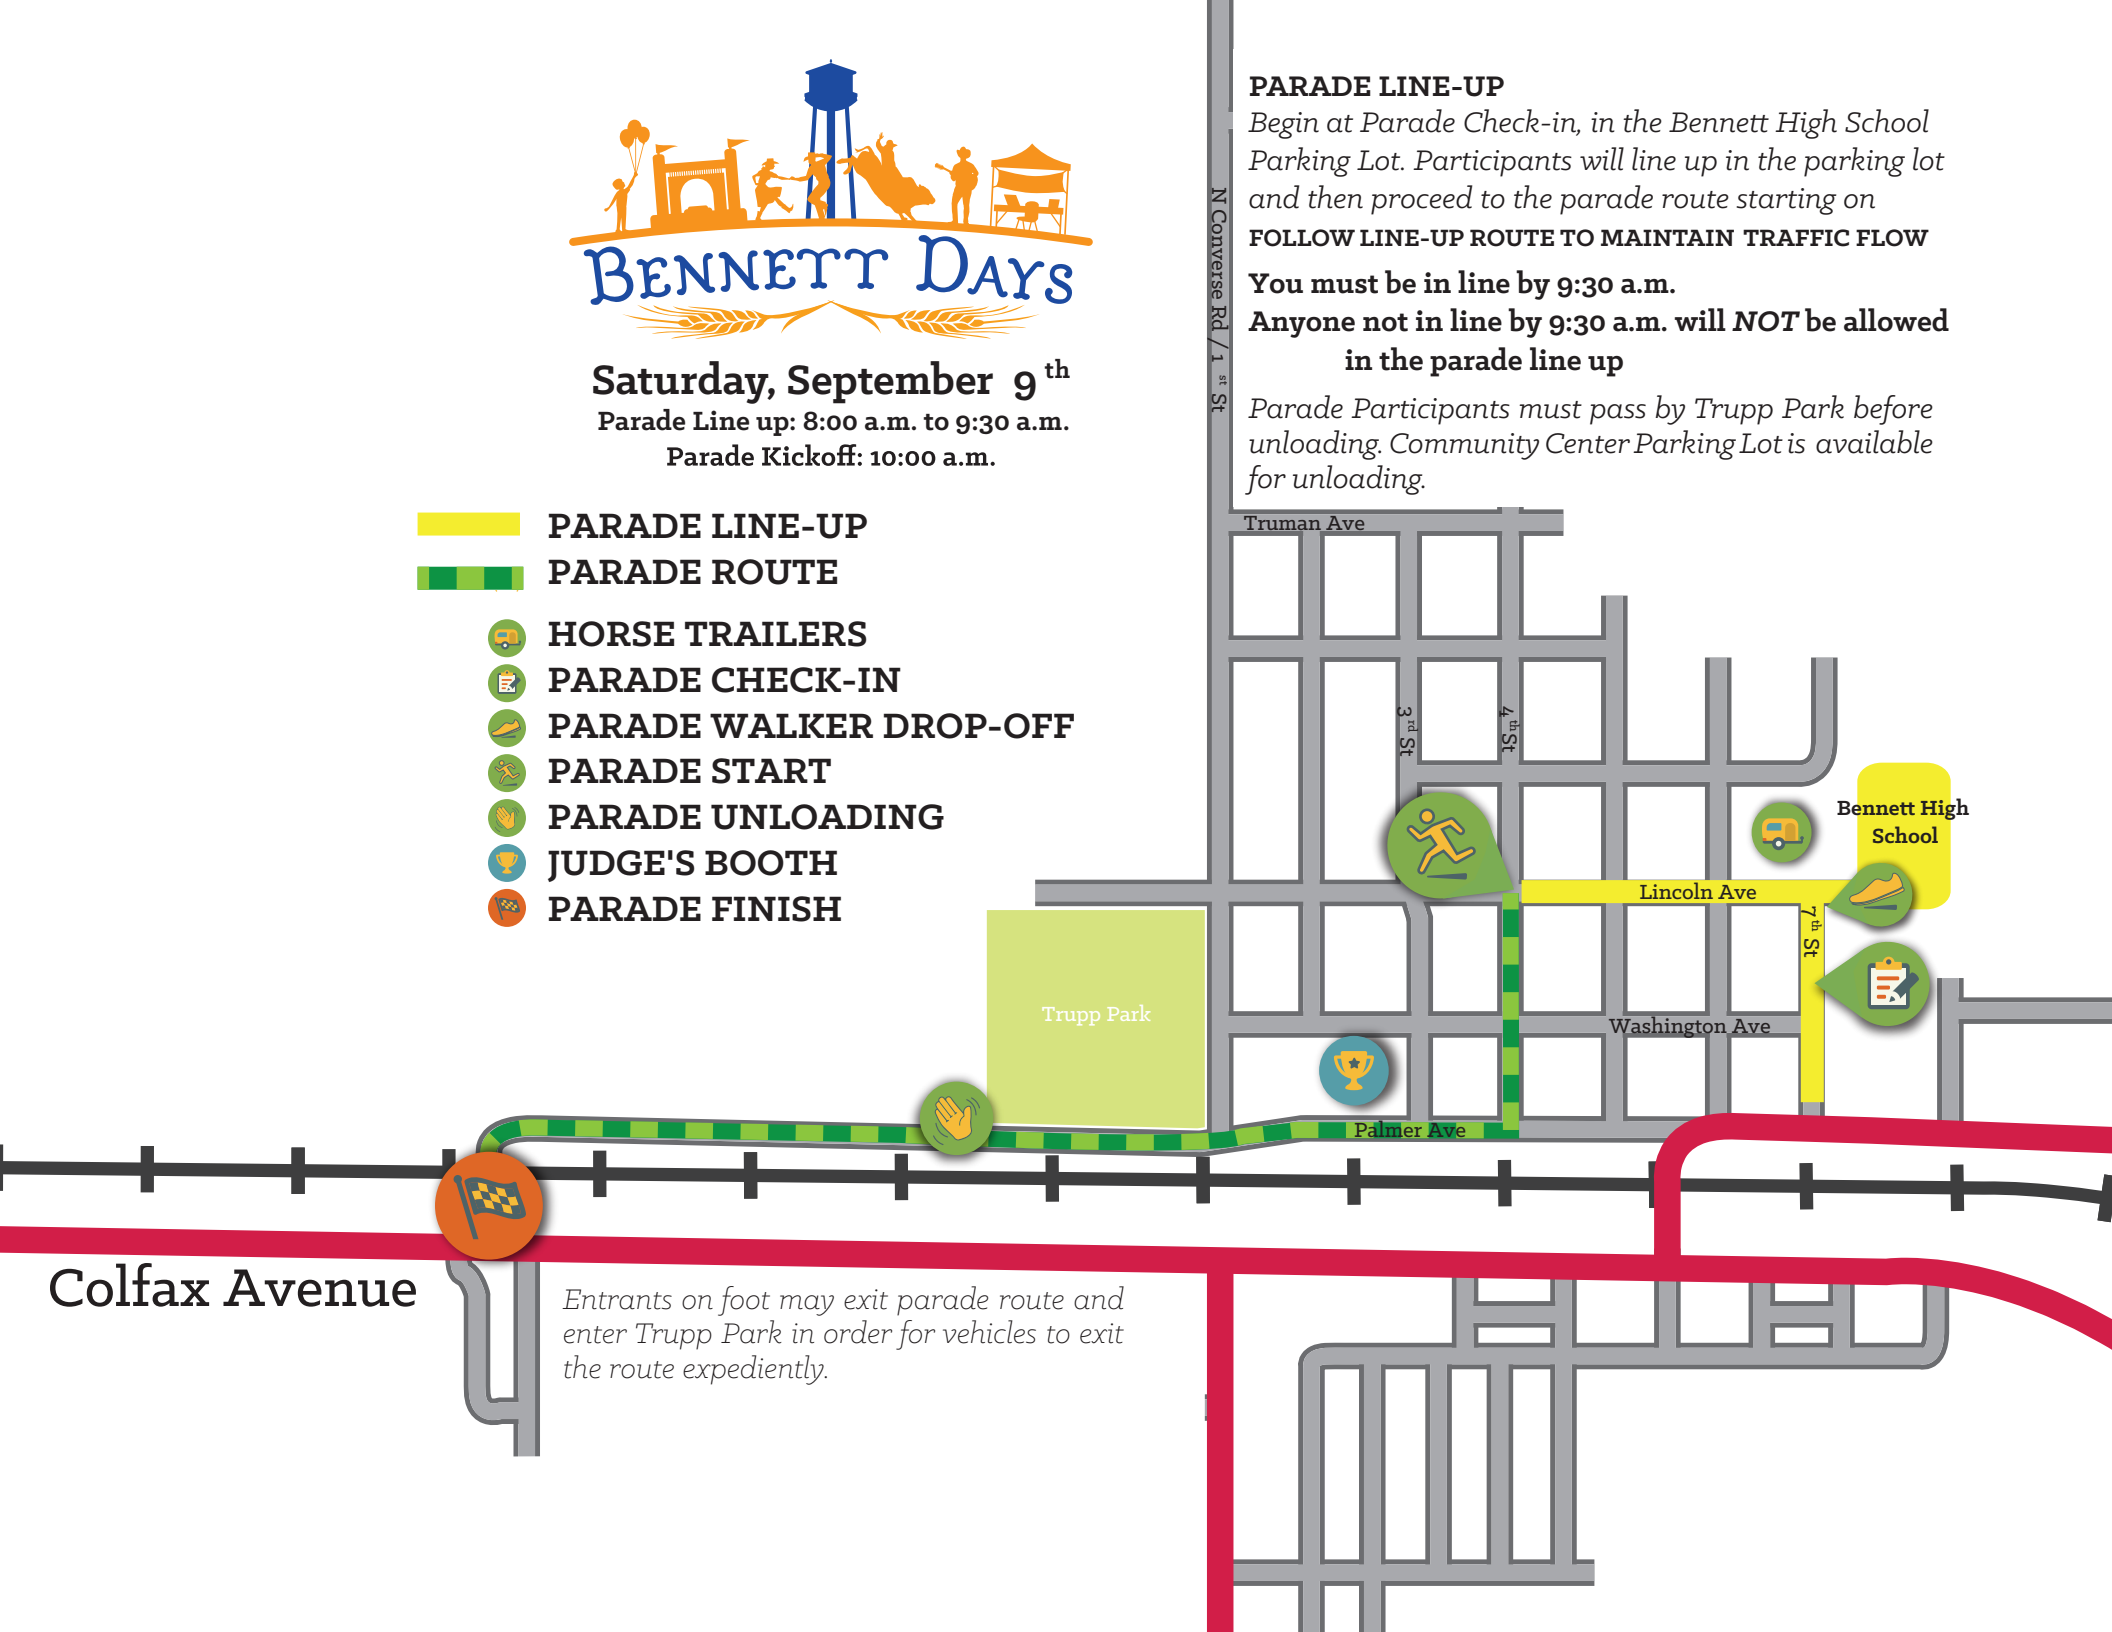 BENNETT DAYS
Saturday, September 9th
Parade Line up: 8:00 a.m. to 9:30 a.m.
Parade Kickoff: 10:00 a.m.
PARADE LINE-UP
PARADE ROUTE
HORSE TRAILERS
PARADE CHECK-IN
PARADE WALKER DROP-OFF
PARADE START
PARADE UNLOADING
JUDGE'S BOOTH
PARADE FINISH
PARADE LINE-UP
Begin at Parade Check-in, in the Bennett High School
Parking Lot. Participants will line up in the parking lot
and then proceed to the parade route starting on
FOLLOW LINE-UP ROUTE TO MAINTAIN TRAFFIC FLOW
You must be in line by 9:30 a.m.
Anyone not in line by 9:30 a.m. will NOT be allowed
in the parade line up
Parade Participants must pass by Trupp Park before
unloading. Community Center Parking Lot is available
for unloading.
N Converse Rd / 1st St
Truman Ave
3rd St
4th St
Bennett High
School
Lincoln Ave
7th St
Trupp Park
Washington Ave
Palmer Ave
Colfax Avenue
Entrants on foot may exit parade route and
enter Trupp Park in order for vehicles to exit
the route expediently.